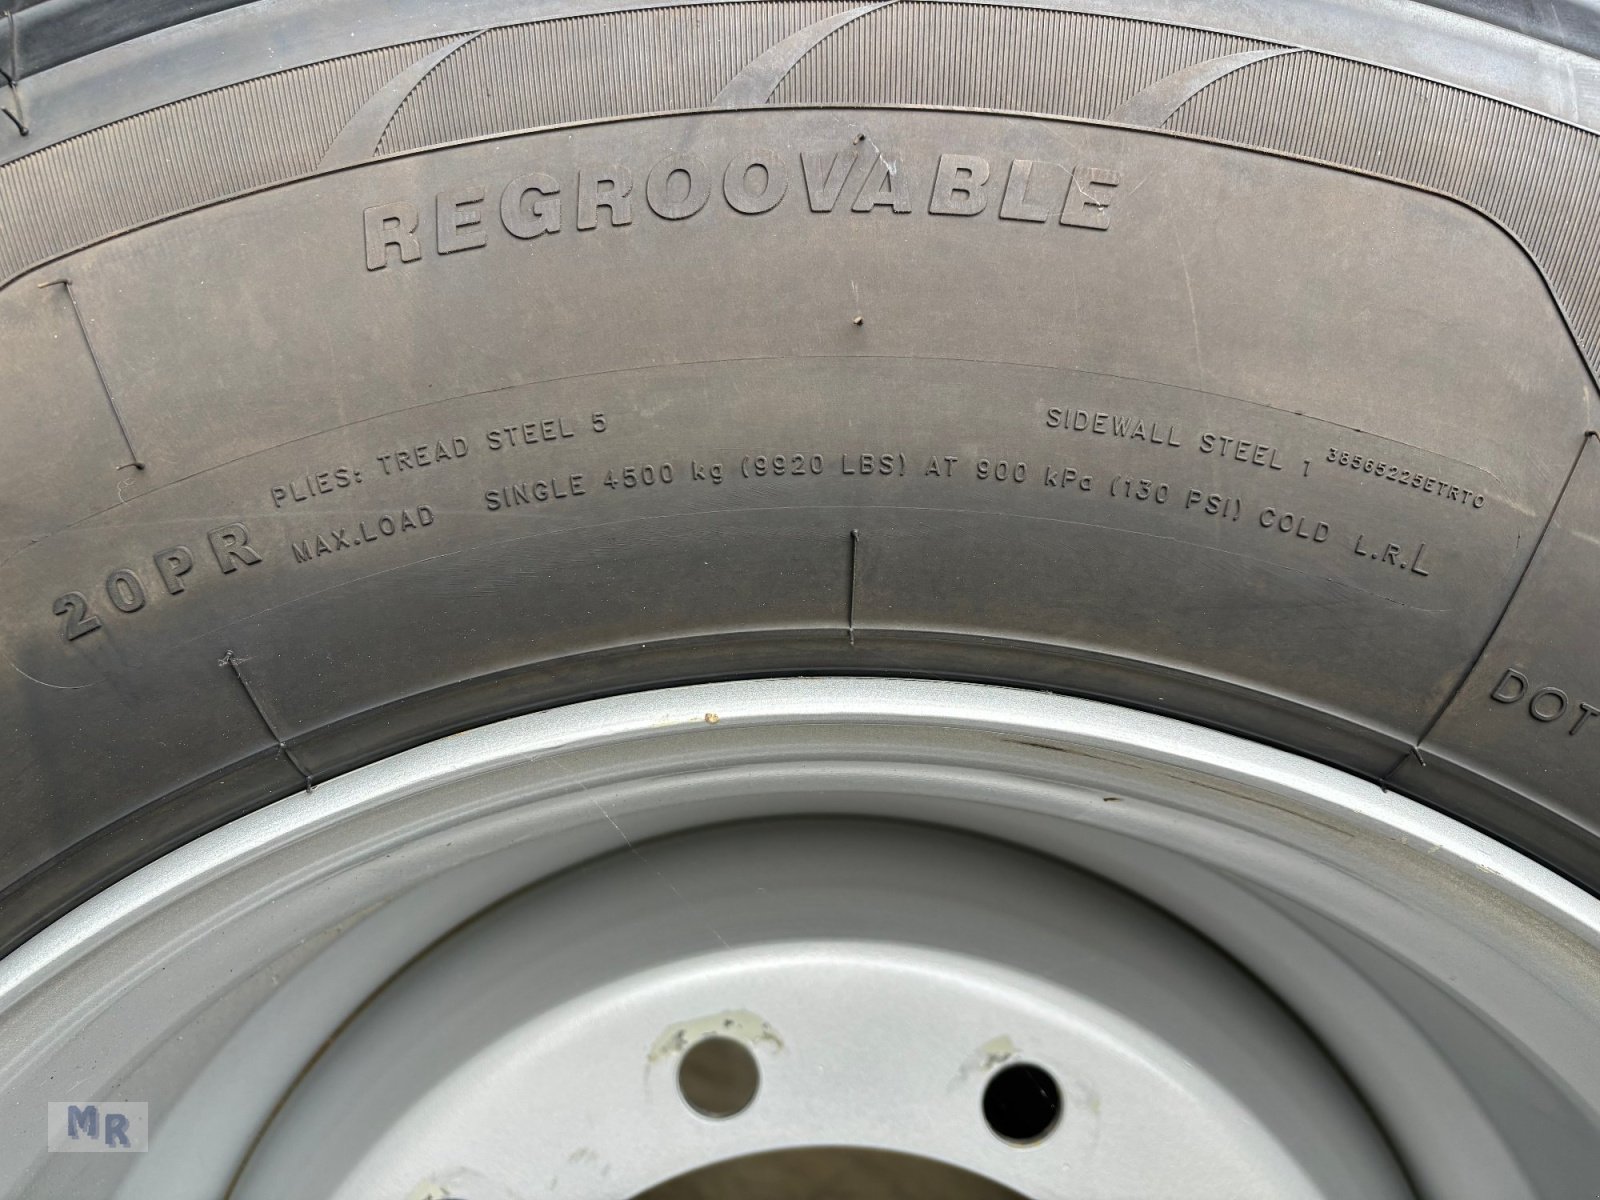 REGROOVABLE
PLIES: TREAD STEEL 5 SIDEWALL STEEL 1 38565225ETRTO
20PR MAX.LOAD SINGLE 4500 kg (9920 LBS) AT 900 kPa (130 PSI) COLD L.R.L
DOT
MR